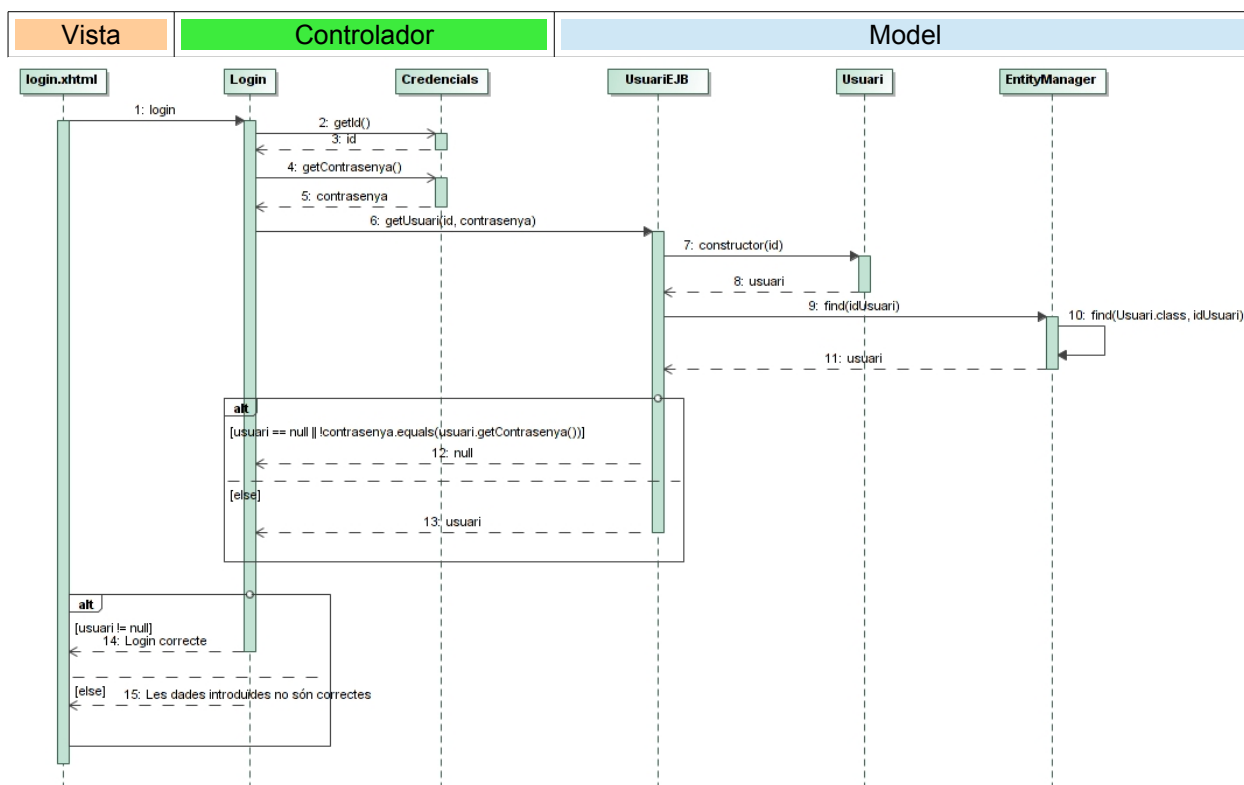 Vista Controlador Model
login.xhtml Login Credencials UsuariEJB Usuari EntityManager
1: login
2: getId()
3: id
4: getContrasenya()
5: contrasenya
6: getUsuari(id, contrasenya)
7: constructor(id)
8: usuari
9: find(idUsuari)
10: find(Usuari.class, idUsuari)
11: usuari
alt
[usuari == null || !contrasenya.equals(usuari.getContrasenya())]
12: null
[else]
13: usuari
alt
[usuari != null]
14: Login correcte
[else]
15: Les dades introduïdes no són correctes